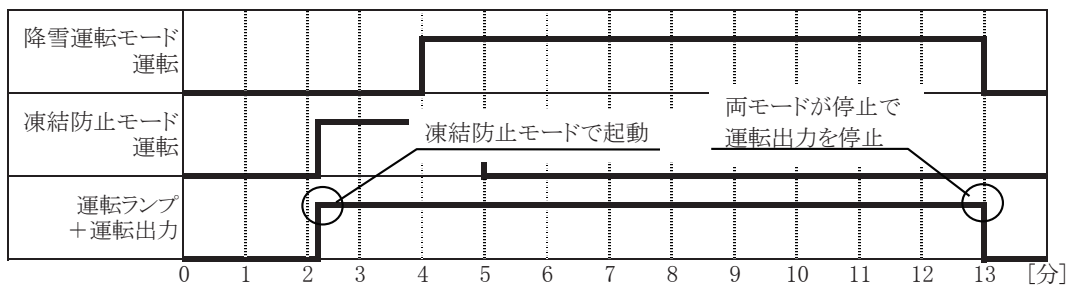 降雪運転モード
運転
凍結防止モード
運転
凍結防止モードで起動
両モードが停止で
運転出力を停止
運転ランプ
＋運転出力
0 1 2 3 4 5 6 7 8 9 10 11 12 13 [分]